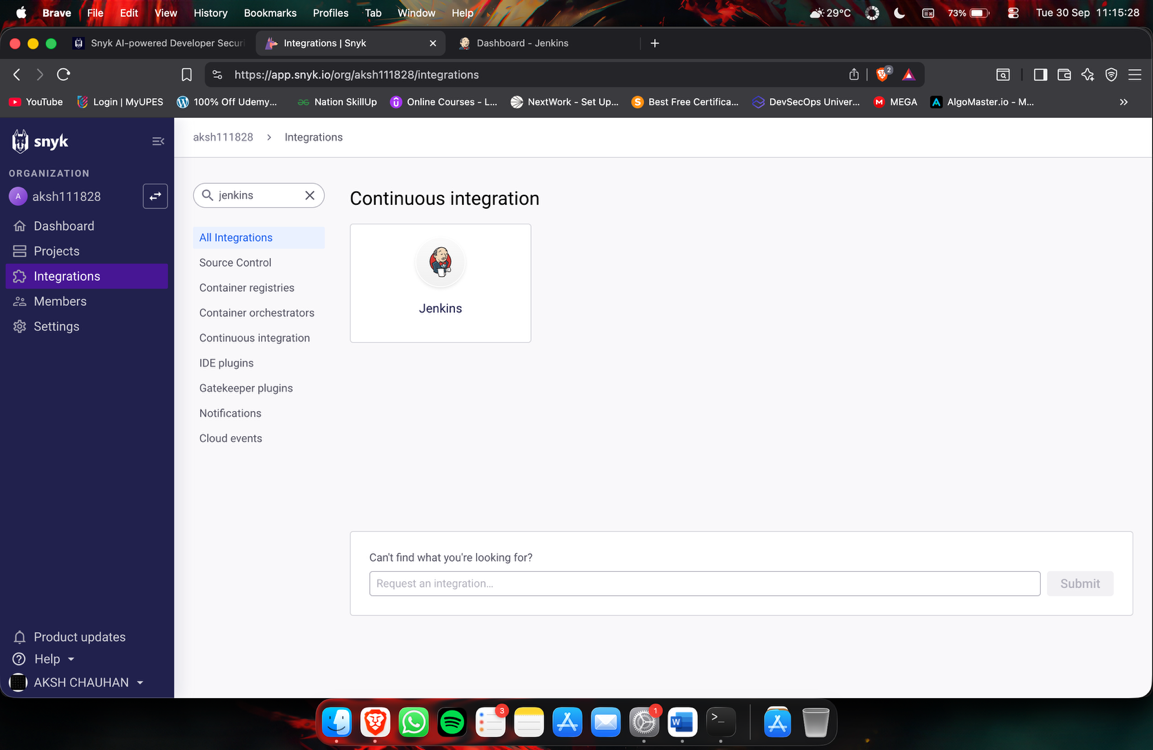 Brave File Edit View History Bookmarks Profiles Tab Window Help 29°C 73% Tue 30 Sep 11:15:28
Snyk AI-powered Developer Secur Integrations | Snyk Dashboard - Jenkins
https://app.snyk.io/org/aksh111828/integrations 2
YouTube Login | MyUPES 100% Off Udemy... Nation SkillUp Online Courses - L... NextWork - Set Up... Best Free Certifica... DevSecOps Univer... MEGA AlgoMaster.io - M...
snyk
aksh111828 > Integrations
ORGANIZATION
A aksh111828
Dashboard
Projects
Integrations
Members
Settings
jenkins
All Integrations
Source Control
Container registries
Container orchestrators
Continuous integration
IDE plugins
Gatekeeper plugins
Notifications
Cloud events
Continuous integration
Jenkins
Can't find what you're looking for?
Request an integration...
Submit
Product updates
Help
AKSH CHAUHAN
3
1